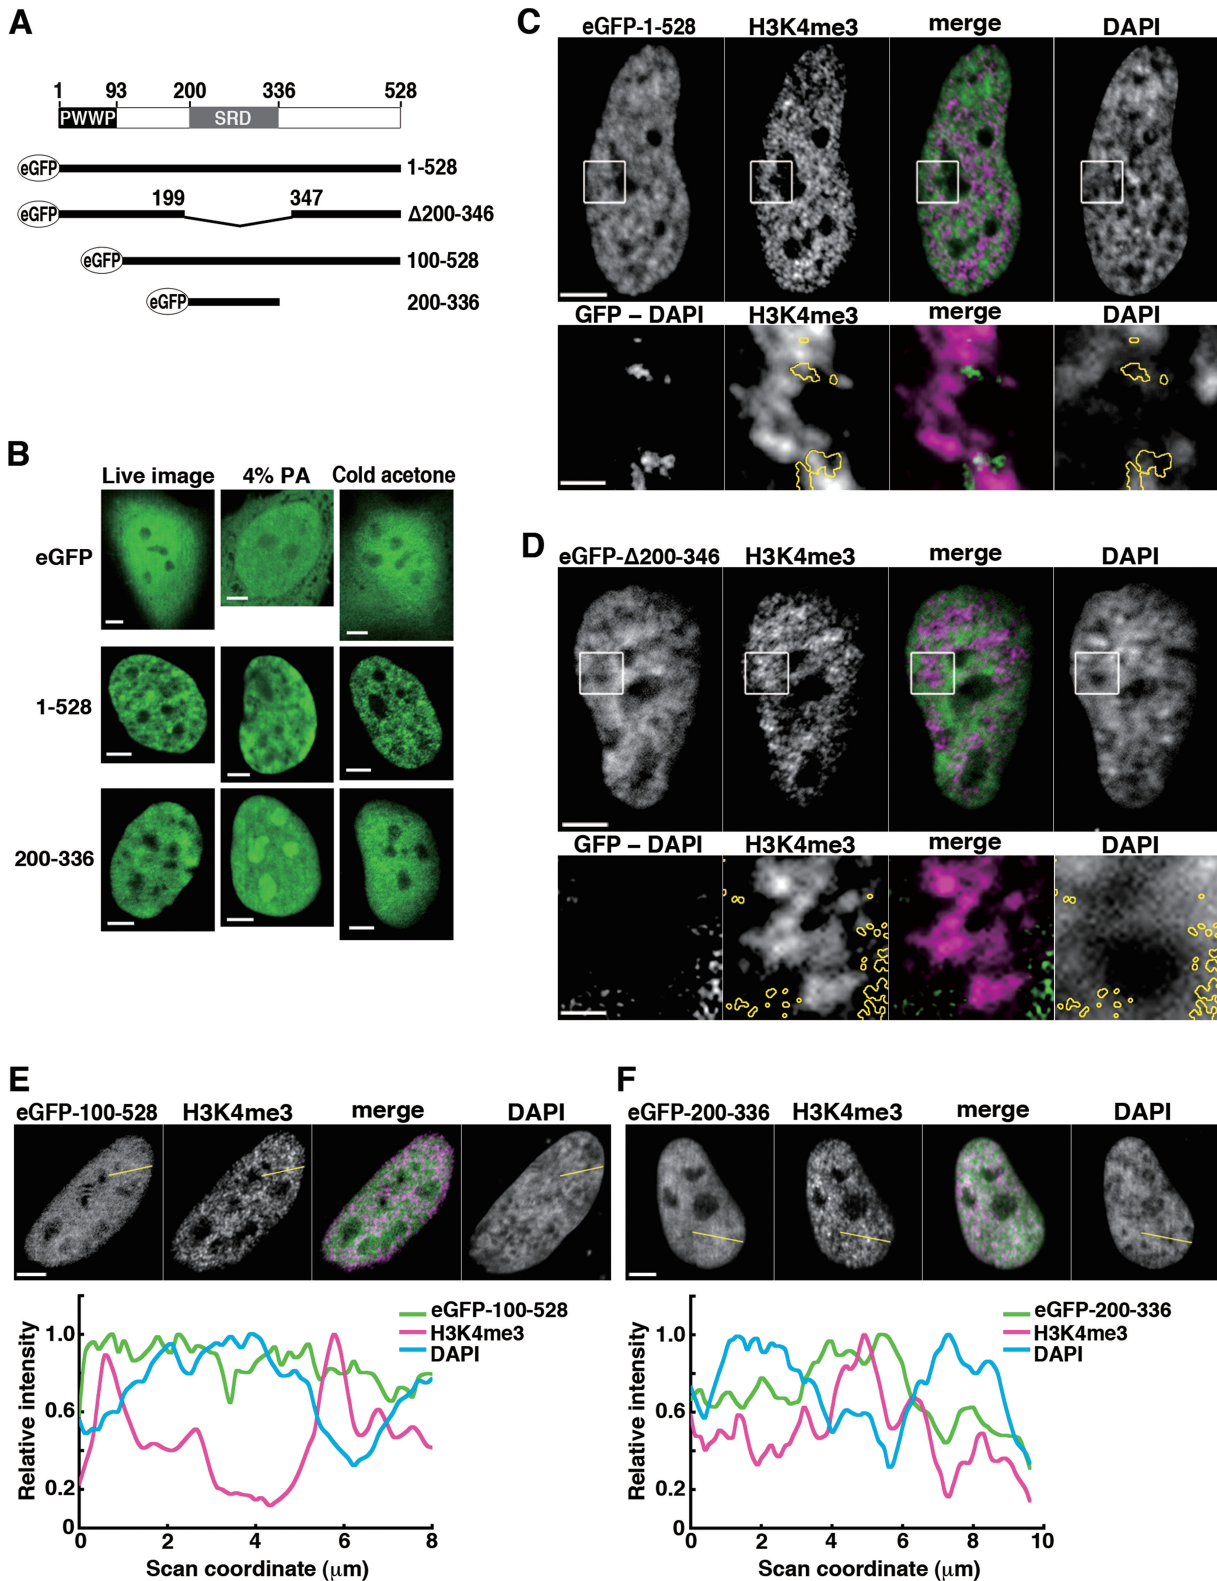 A
1 93 200 336 528
PWWP SRD
eGFP 1-528
199 347
eGFP Δ200-346
eGFP 100-528
eGFP 200-336
B
Live image 4% PA Cold acetone
eGFP
1-528
200-336
C
eGFP-1-528 H3K4me3 merge DAPI
GFP – DAPI H3K4me3 merge DAPI
D
eGFP-Δ200-346 H3K4me3 merge DAPI
GFP – DAPI H3K4me3 merge DAPI
E
eGFP-100-528 H3K4me3 merge DAPI
eGFP-100-528
H3K4me3
DAPI
Relative intensity
1.0
0.6
0.2
0
0 2 4 6 8
Scan coordinate (μm)
F
eGFP-200-336 H3K4me3 merge DAPI
eGFP-200-336
H3K4me3
DAPI
Relative intensity
1.0
0.6
0.2
0
0 2 4 6 8 10
Scan coordinate (μm)